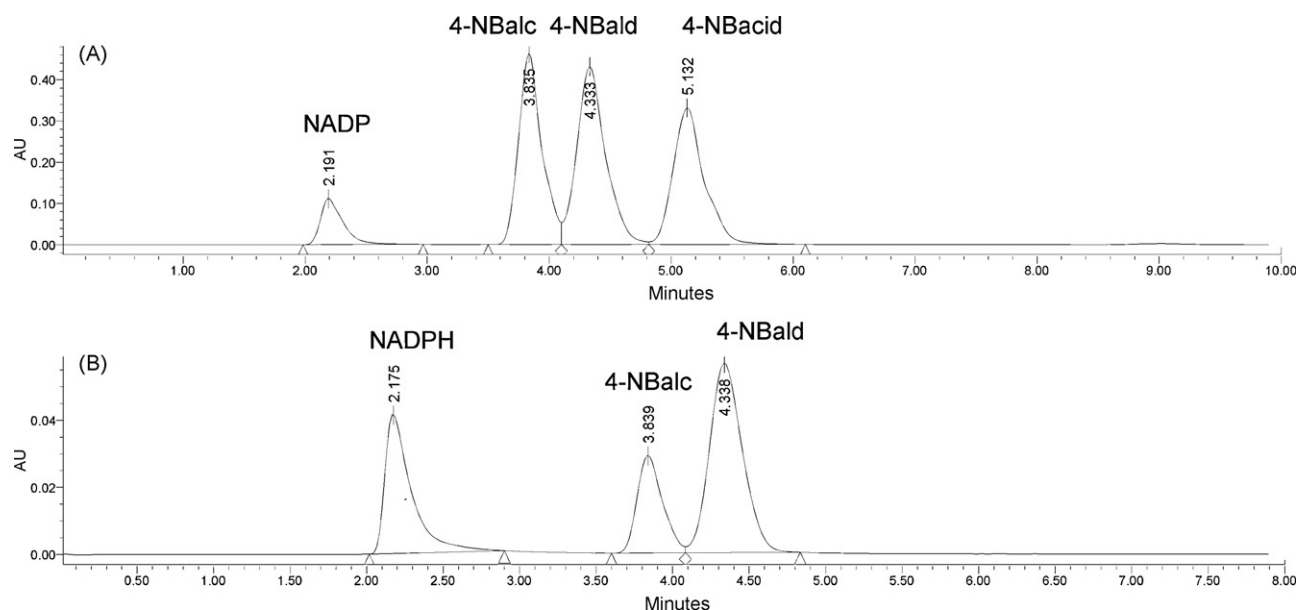 4-NBalc 4-NBald 4-NBacid
(A)
NADP
2.191
3.835
4.333
5.132
AU
0.40
0.30
0.20
0.10
0.00
1.00 2.00 3.00 4.00 5.00 6.00 7.00 8.00 9.00 10.00
Minutes
(B)
NADPH
4-NBalc
4-NBald
2.175
3.839
4.338
AU
0.04
0.02
0.00
0.50 1.00 1.50 2.00 2.50 3.00 3.50 4.00 4.50 5.00 5.50 6.00 6.50 7.00 7.50 8.00
Minutes